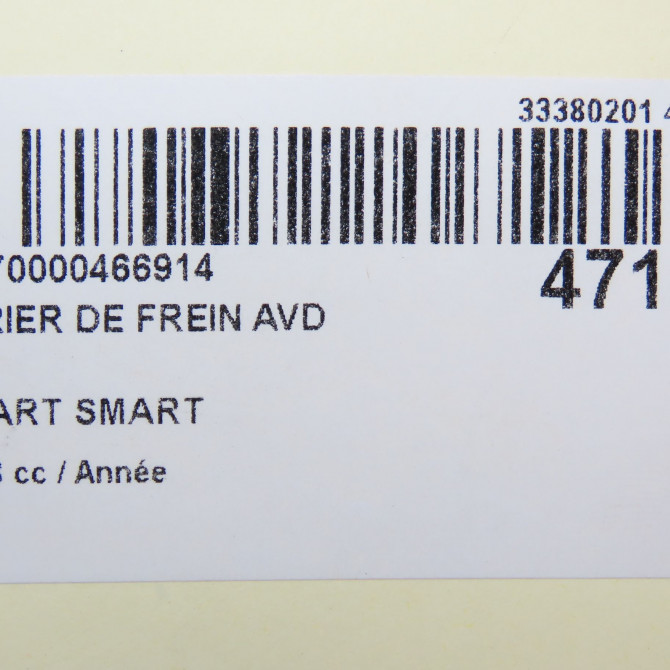 33380201 4
70000466914
471
RIER DE FREIN AVD
ART SMART
cc / Année